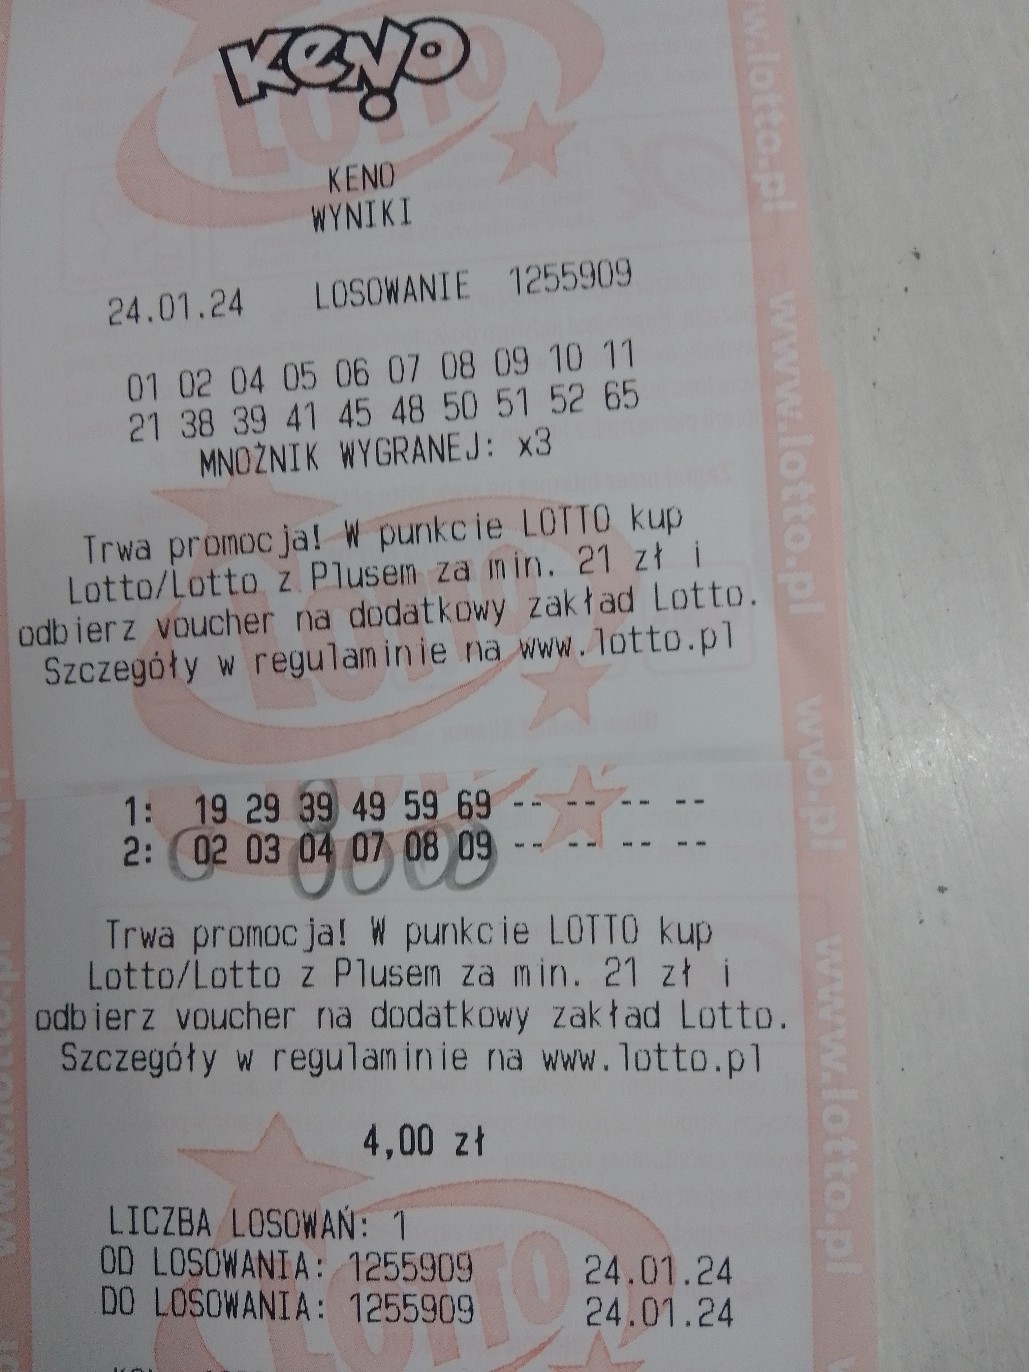 KENO
KENO
WYNIKI
24.01.24 LOSOWANIE 1255909
01 02 04 05 06 07 08 09 10 11
21 38 39 41 45 48 50 51 52 65
MNOŻNIK WYGRANEJ: x3
Trwa promocja! W punkcie LOTTO kup
Lotto/Lotto z Plusem za min. 21 zł i
odbierz voucher na dodatkowy zakład Lotto.
Szczegóły w regulaminie na www.lotto.pl
1: 19 29 39 49 59 69 -- -- -- --
2: 02 03 04 07 08 09 -- -- -- --
Trwa promocja! W punkcie LOTTO kup
Lotto/Lotto z Plusem za min. 21 zł i
odbierz voucher na dodatkowy zakład Lotto.
Szczegóły w regulaminie na www.lotto.pl
4,00 zł
LICZBA LOSOWAŃ: 1
OD LOSOWANIA: 1255909 24.01.24
DO LOSOWANIA: 1255909 24.01.24
LOTTO
LOTTO
LOTTO
www.lotto.pl
www.lotto.pl